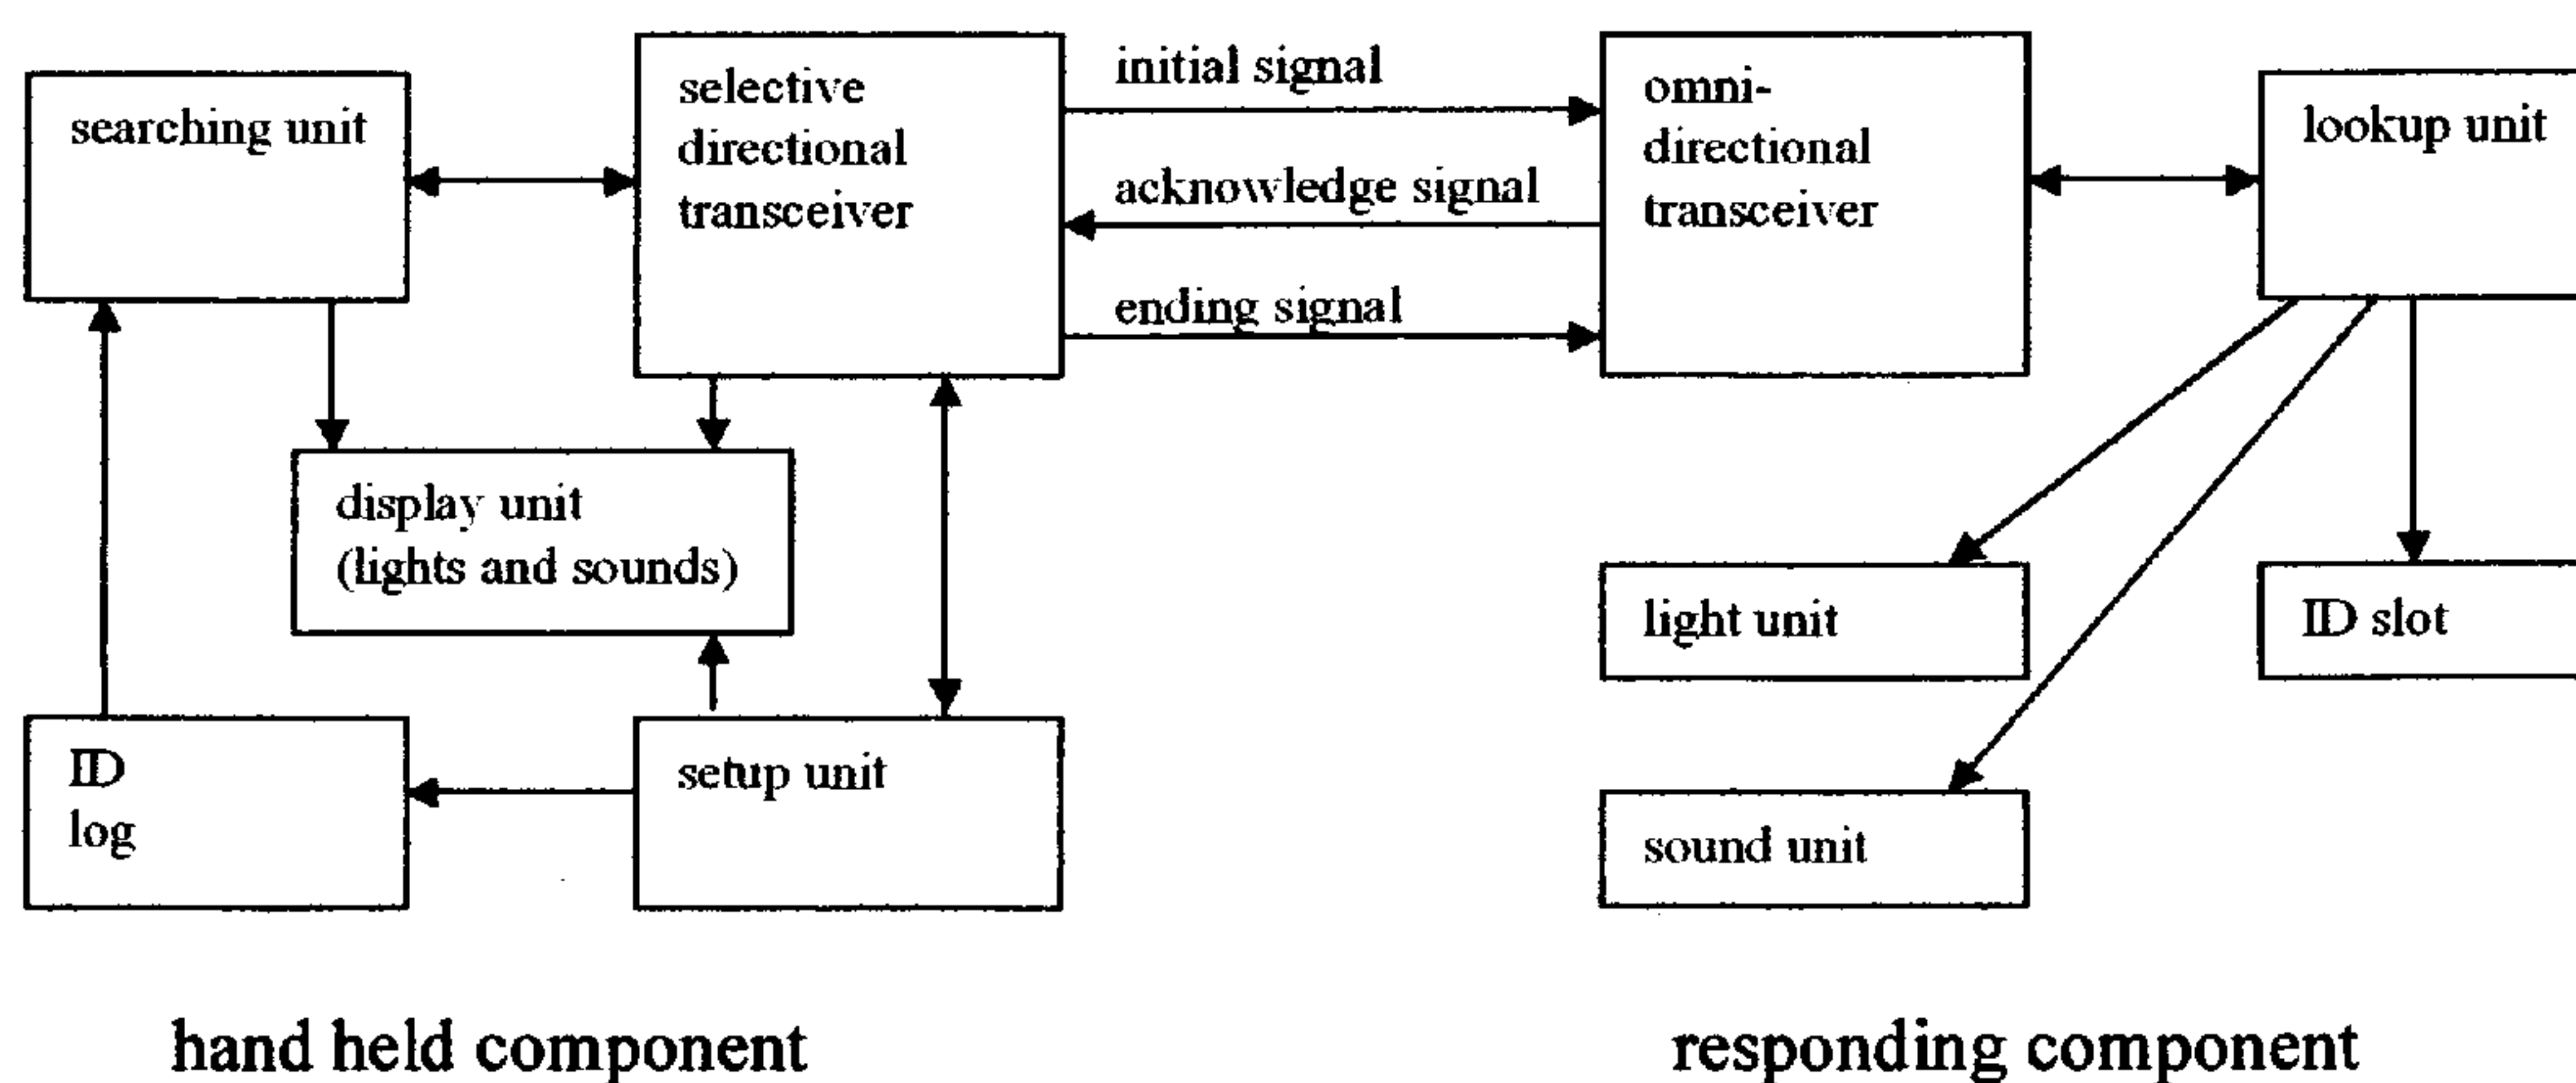 searching unit
selective
directional
transceiver
initial signal
acknowledge signal
ending signal
omni-
directional
transceiver
lookup unit
display unit
(lights and sounds)
light unit
ID slot
ID
log
setup unit
sound unit
hand held component
responding component